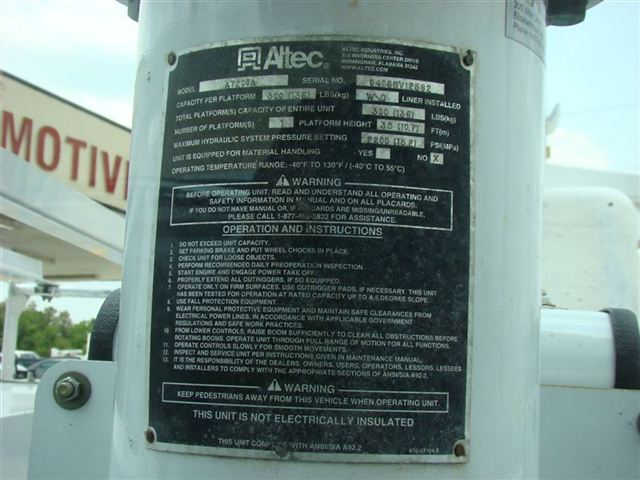 Altec
ALTEC INDUSTRIES, INC.
210 INVERNESS CENTER DRIVE
BIRMINGHAM, ALABAMA 35242
WWW.ALTEC.COM
MODEL SERIAL NO.
CAPACITY PER PLATFORM 300 (136) LBS(kg) LINER INSTALLED
TOTAL PLATFORM(S) CAPACITY OF ENTIRE UNIT 300 (136) LBS(kg)
NUMBER OF PLATFORM(S) 1 PLATFORM HEIGHT 35 (10.7) FT(m)
MAXIMUM HYDRAULIC SYSTEM PRESSURE SETTING 2200 (15.2) PSI(MPa)
UNIT IS EQUIPPED FOR MATERIAL HANDLING YES NO X
OPERATING TEMPERATURE RANGE: -40°F TO 130°F / (-40°C TO 55°C)
WARNING
BEFORE OPERATING UNIT, READ AND UNDERSTAND ALL OPERATING AND
SAFETY INFORMATION IN MANUAL AND ON ALL PLACARDS.
IF YOU DO NOT HAVE MANUAL OR, IF PLACARDS ARE MISSING/UNREADABLE,
PLEASE CALL FOR ASSISTANCE.
OPERATION AND INSTRUCTIONS
1. DO NOT EXCEED UNIT CAPACITY.
2. SET PARKING BRAKE AND PUT WHEEL CHOCKS IN PLACE.
3. CHECK UNIT FOR LOOSE OBJECTS.
4. PERFORM RECOMMENDED DAILY PREOPERATION INSPECTION.
5. START ENGINE AND ENGAGE POWER TAKE OFF.
6. PROPERLY EXTEND ALL OUTRIGGERS, IF SO EQUIPPED.
7. OPERATE ONLY ON FIRM SURFACES. USE OUTRIGGER PADS, IF NECESSARY. THIS UNIT
HAS BEEN TESTED FOR OPERATION AT RATED CAPACITY UP TO A 5 DEGREE SLOPE.
8. USE FALL PROTECTION EQUIPMENT.
9. WEAR PERSONAL PROTECTIVE EQUIPMENT AND MAINTAIN SAFE CLEARANCES FROM
ELECTRICAL POWER LINES, IN ACCORDANCE WITH APPLICABLE GOVERNMENT
REGULATIONS AND SAFE WORK PRACTICES.
10. FROM LOWER CONTROLS, RAISE BOOM SUFFICIENTLY TO CLEAR ALL OBSTRUCTIONS BEFORE
ROTATING BOOMS. OPERATE UNIT THROUGH FULL RANGE OF MOTION FOR ALL FUNCTIONS.
11. OPERATE CONTROLS SLOWLY FOR SMOOTH MOVEMENTS.
12. INSPECT AND SERVICE UNIT PER INSTRUCTIONS GIVEN IN MAINTENANCE MANUAL.
13. IT IS THE RESPONSIBILITY OF THE DEALERS, OWNERS, USERS, OPERATORS, LESSORS, LESSEES
AND INSTALLERS TO COMPLY WITH THE APPROPRIATE SECTIONS OF ANSI/SIA A92.2.
WARNING
KEEP PEDESTRIANS AWAY FROM THIS VEHICLE WHEN OPERATING UNIT.
THIS UNIT IS NOT ELECTRICALLY INSULATED
THIS UNIT COMPLIES WITH ANSI/SIA A92.2
MOTIVE